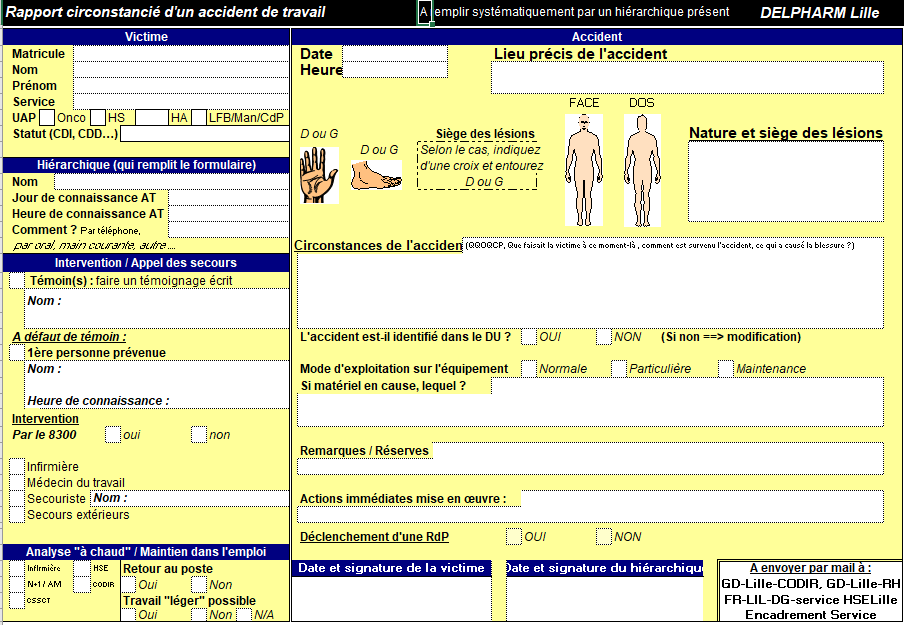 Rapport circonstancié d'un accident de travail
A emplir systématiquement par un hiérarchique présent
DELPHARM Lille
Victime
Matricule
Nom
Prénom
Service
UAP Onco HS HA LFB/Man/CdP
Statut (CDI, CDD…)
Hiérarchique (qui remplit le formulaire)
Nom
Jour de connaissance AT
Heure de connaissance AT
Comment ? Par téléphone,
par oral, main courante, autre ...
Intervention / Appel des secours
Témoin(s) : faire un témoignage écrit
Nom :
A défaut de témoin :
1ère personne prévenue
Nom :
Heure de connaissance :
Intervention
Par le 8300 oui non
Infirmière
Médecin du travail
Secouriste Nom :
Secours extérieurs
Analyse "à chaud" / Maintien dans l'emploi
Infirmière HSE Retour au poste
N+1 / AM CODIR Oui Non
CSSCT Travail "léger" possible
Oui Non N/A
Accident
Date
Heure
Lieu précis de l'accident
FACE DOS
D ou G
D ou G
Siège des lésions
Selon le cas, indiquez
d'une croix et entourez
D ou G
Nature et siège des lésions
Circonstances de l'acciden (QQOQCP, Que faisait la victime à ce moment-là , comment est survenu l'accident, ce qui a causé la blessure ?)
L'accident est-il identifié dans le DU ? OUI NON (Si non ==> modification)
Mode d'exploitation sur l'équipement Normale Particulière Maintenance
Si matériel en cause, lequel ?
Remarques / Réserves
Actions immédiates mise en œuvre :
Déclenchement d'une RdP OUI NON
Date et signature de la victime
Date et signature du hiérarchique
A envoyer par mail à :
GD-Lille-CODIR, GD-Lille-RH
FR-LIL-DG-service HSELille
Encadrement Service